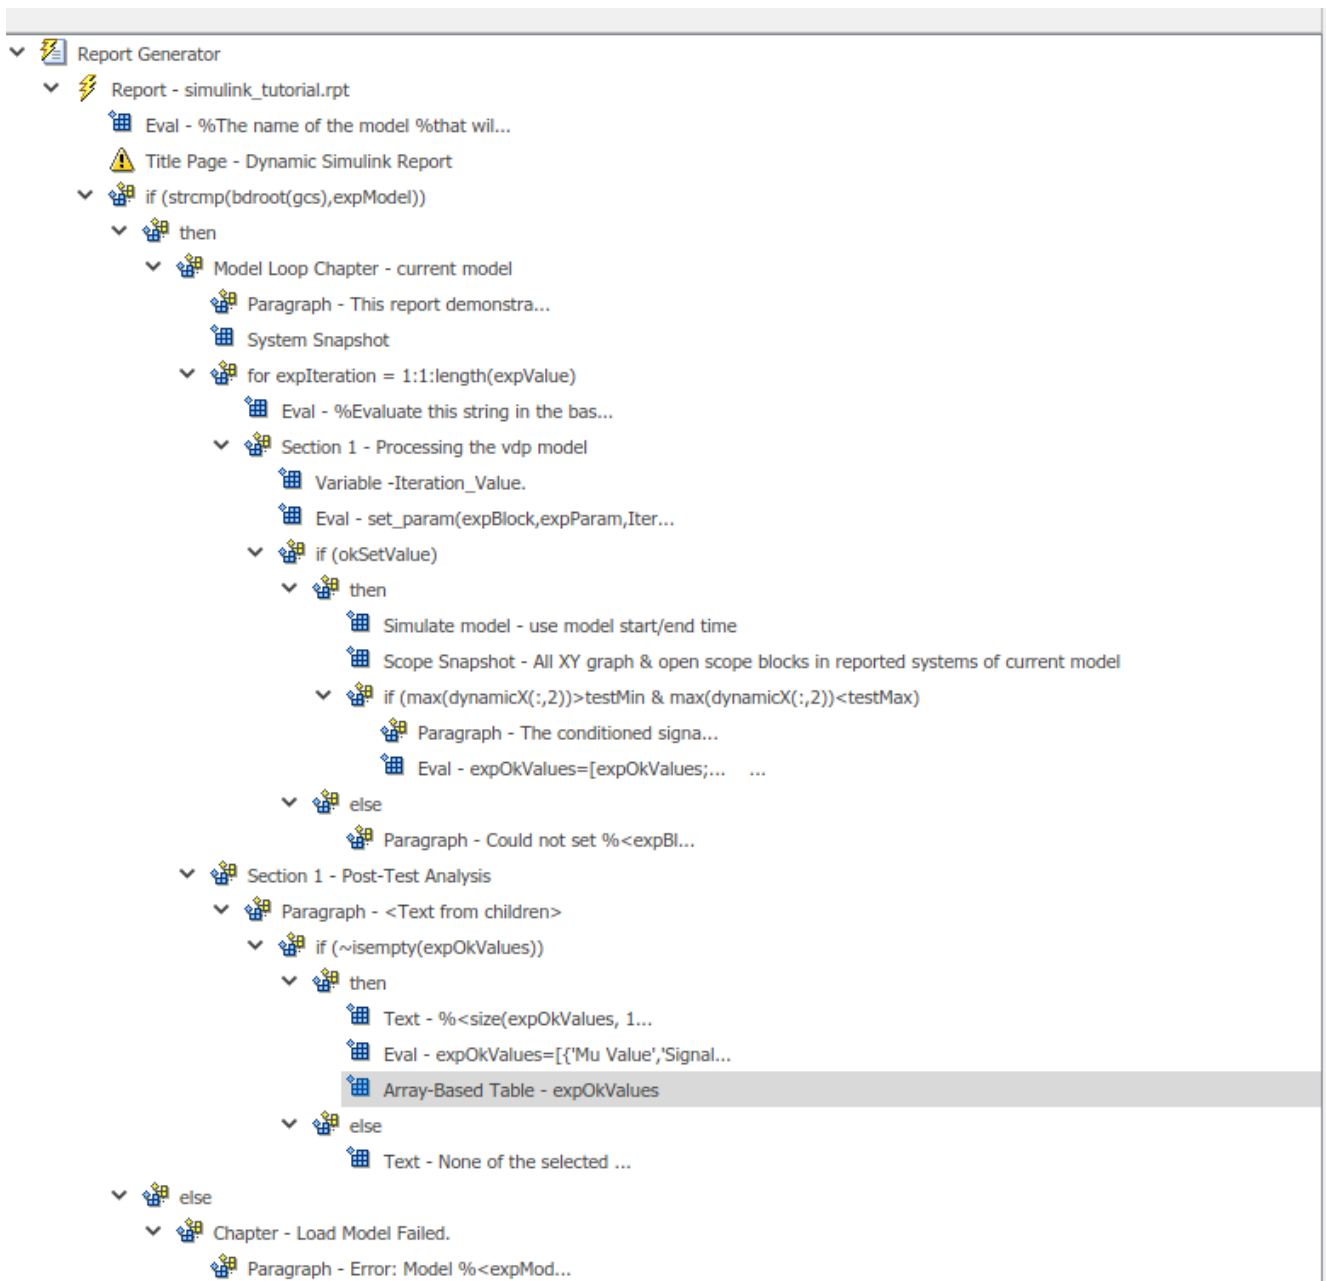 Report Generator
Report - simulink_tutorial.rpt
Eval - %The name of the model %that wil...
Title Page - Dynamic Simulink Report
if (strcmp(bdroot(gcs),expModel))
then
Model Loop Chapter - current model
Paragraph - This report demonstra...
System Snapshot
for expIteration = 1:1:length(expValue)
Eval - %Evaluate this string in the bas...
Section 1 - Processing the vdp model
Variable -Iteration_Value.
Eval - set_param(expBlock,expParam,Iter...
if (okSetValue)
then
Simulate model - use model start/end time
Scope Snapshot - All XY graph & open scope blocks in reported systems of current model
if (max(dynamicX(:,2))>testMin & max(dynamicX(:,2))<testMax)
Paragraph - The conditioned signa...
Eval - expOkValues=[expOkValues;... ...
else
Paragraph - Could not set %<expBl...
Section 1 - Post-Test Analysis
Paragraph - <Text from children>
if (~isempty(expOkValues))
then
Text - %<size(expOkValues, 1...
Eval - expOkValues=[{'Mu Value','Signal...
Array-Based Table - expOkValues
else
Text - None of the selected ...
else
Chapter - Load Model Failed.
Paragraph - Error: Model %<expMod...